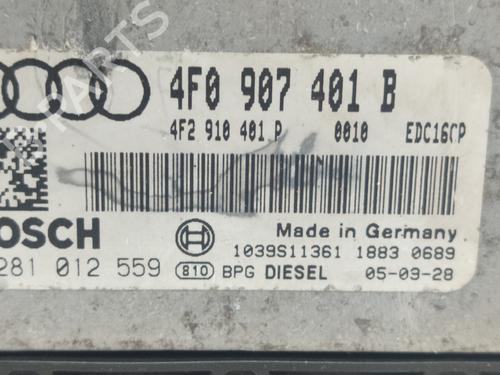 4F0 907 401 B
4F2 910 401 P 0010 EDC16CP
BOSCH
Made in Germany
281 012 559
1039S11361 1883 0689
810 BPG DIESEL 05-09-28
PARTS